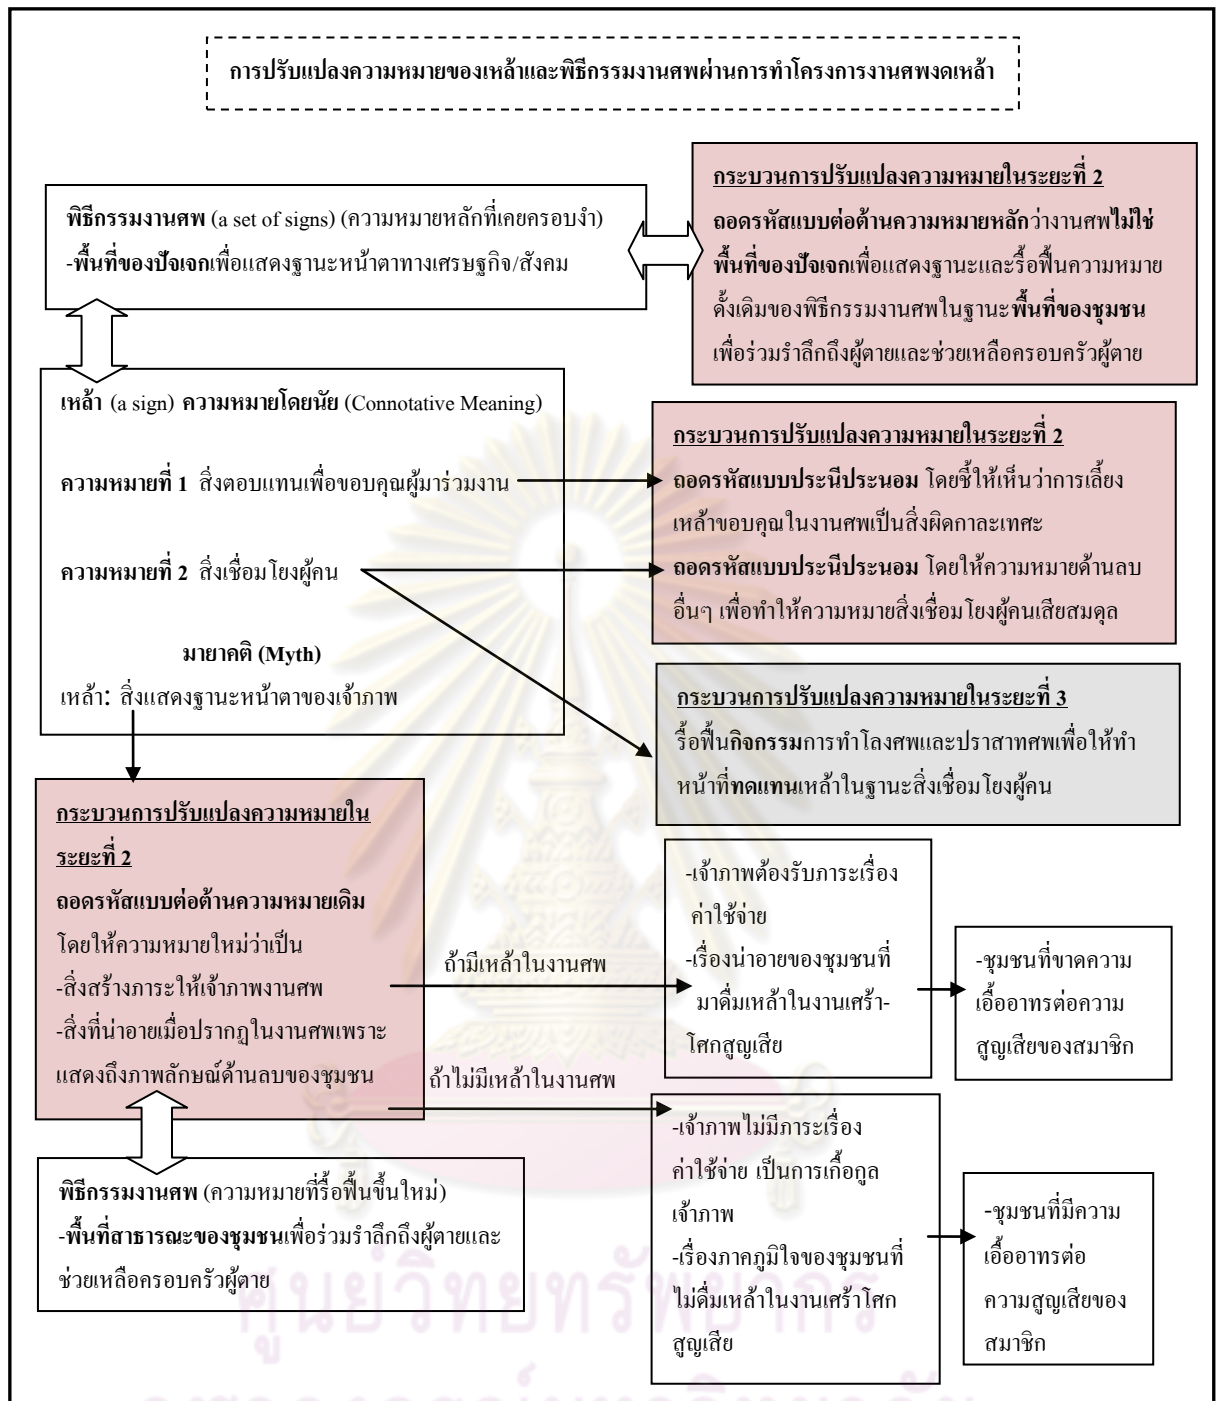 การปรับแปลงความหมายของเหล้าและพิธีกรรมงานศพผ่านการทำโครงการงานศพงดเหล้า
พิธีกรรมงานศพ (a set of signs) (ความหมายหลักที่เคยครอบงำ)
-พื้นที่ของปัจเจกเพื่อแสดงฐานะหน้าตาทางเศรษฐกิจ/สังคม
กระบวนการปรับแปลงความหมายในระยะที่ 2
ถอดรหัสแบบต่อต้านความหมายหลักว่างานศพไม่ใช่
พื้นที่ของปัจเจกเพื่อแสดงฐานะและรื้อฟื้นความหมาย
ดั้งเดิมของพิธีกรรมงานศพในฐานะพื้นที่ของชุมชน
เพื่อร่วมรำลึกถึงผู้ตายและช่วยเหลือครอบครัวผู้ตาย
เหล้า (a sign) ความหมายโดยนัย (Connotative Meaning)
ความหมายที่ 1 สิ่งตอบแทนเพื่อขอบคุณผู้มาร่วมงาน
ความหมายที่ 2 สิ่งเชื่อมโยงผู้คน
มายาคติ (Myth)
เหล้า: สิ่งแสดงฐานะหน้าตาของเจ้าภาพ
กระบวนการปรับแปลงความหมายในระยะที่ 2
ถอดรหัสแบบประนีประนอม โดยชี้ให้เห็นว่าการเลี้ยง
เหล้าขอบคุณในงานศพเป็นสิ่งผิดกาละเทศะ
ถอดรหัสแบบประนีประนอม โดยให้ความหมายด้านลบ
อื่นๆ เพื่อทำให้ความหมายสิ่งเชื่อมโยงผู้คนเสียสมดุล
กระบวนการปรับแปลงความหมายในระยะที่ 3
รื้อฟื้นกิจกรรมการทำโลงศพและปราสาทศพเพื่อให้ทำ
หน้าที่ทดแทนเหล้าในฐานะสิ่งเชื่อมโยงผู้คน
กระบวนการปรับแปลงความหมายใน
ระยะที่ 2
ถอดรหัสแบบต่อต้านความหมายเดิม
โดยให้ความหมายใหม่ว่าเป็น
-สิ่งสร้างภาระให้เจ้าภาพงานศพ
-สิ่งที่น่าอายเมื่อปรากฏในงานศพเพราะ
แสดงถึงภาพลักษณ์ด้านลบของชุมชน
ถ้ามีเหล้าในงานศพ
-เจ้าภาพต้องรับภาระเรื่อง
ค่าใช้จ่าย
-เรื่องน่าอายของชุมชนที่
มาดื่มเหล้าในงานเศร้า-
โศกสูญเสีย
-ชุมชนที่ขาดความ
เอื้ออาทรต่อความ
สูญเสียของสมาชิก
ถ้าไม่มีเหล้าในงานศพ
-เจ้าภาพไม่มีภาระเรื่อง
ค่าใช้จ่าย เป็นการเกื้อกูล
เจ้าภาพ
-เรื่องภาคภูมิใจของชุมชนที่
ไม่ดื่มเหล้าในงานเศร้าโศก
สูญเสีย
-ชุมชนที่มีความ
เอื้ออาทรต่อ
ความสูญเสียของ
สมาชิก
พิธีกรรมงานศพ (ความหมายที่รื้อฟื้นขึ้นใหม่)
-พื้นที่สาธารณะของชุมชนเพื่อร่วมรำลึกถึงผู้ตายและ
ช่วยเหลือครอบครัวผู้ตาย
ศูนย์วิทยทรัพยากร